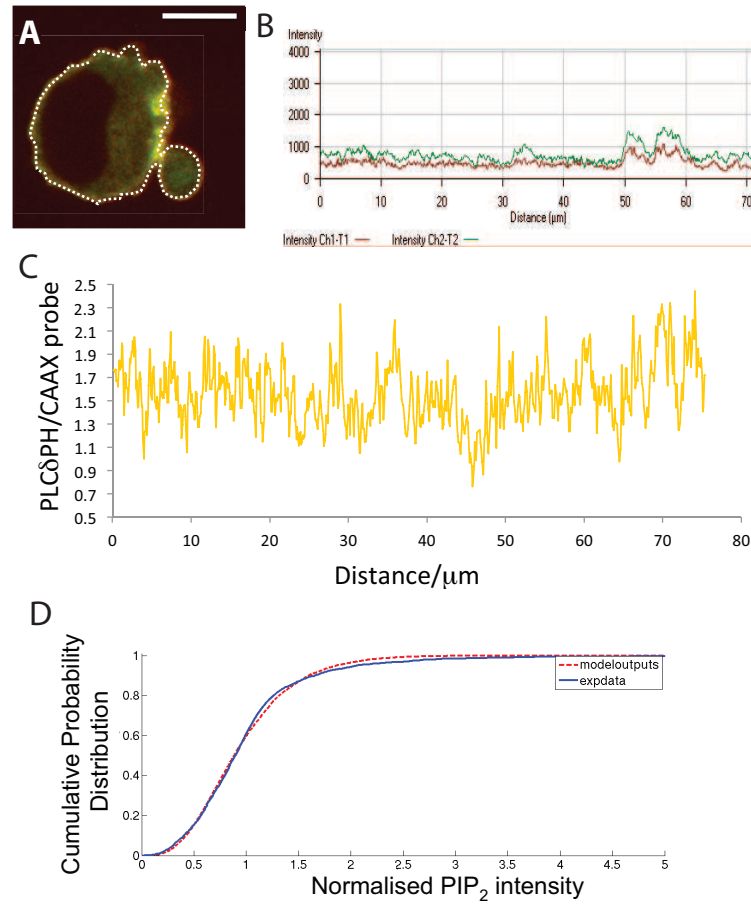 A
B
Intensity
4000
3000
2000
1000
0
0 10 20 30 40 50 60 70
Distance (µm)
Intensity Ch1-T1 Intensity Ch2-T2
C
PLCδPH/CAAX probe
2.5
2.3
2.1
1.9
1.7
1.5
1.3
1.1
0.9
0.7
0.5
0 10 20 30 40 50 60 70 80
Distance/µm
D
Cumulative Probability
Distribution
1
0.8
0.6
0.4
0.2
0
modeloutputs
expdata
0 0.5 1 1.5 2 2.5 3 3.5 4 4.5 5
Normalised PIP₂ intensity